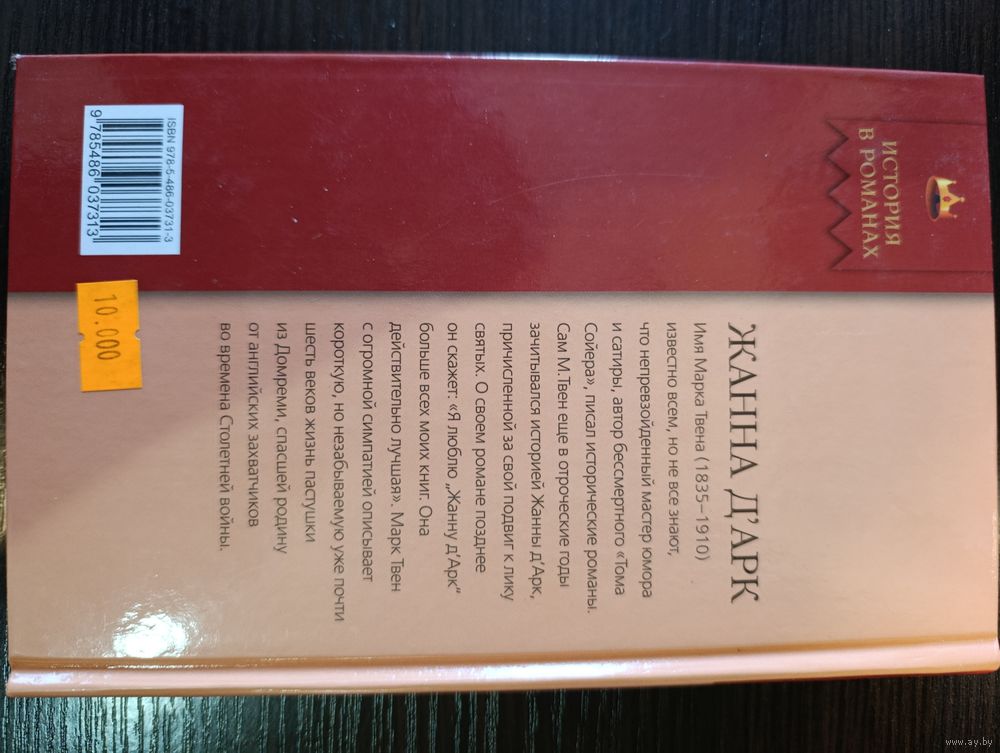 ИСТОРИЯ
В РОМАНАХ
ЖАННА Д’АРК
Имя Марка Твена (1835–1910)
известно всем, но не все знают,
что непревзойденный мастер юмора
и сатиры, автор бессмертного «Тома
Сойера», писал исторические романы.
Сам М.Твен еще в отроческие годы
зачитывался историей Жанны д’Арк,
причисленной за свой подвиг к лику
святых. О своем романе позднее
он скажет: «Я люблю „Жанну д’Арк“
больше всех моих книг. Она
действительно лучшая». Марк Твен
с огромной симпатией описывает
короткую, но незабываемую уже почти
шесть веков жизнь пастушки
из Домреми, спасшей родину
от английских захватчиков
во времена Столетней войны.
ISBN 978-5-486-03731-3
9 785486 037313
10.000
www.ay.by